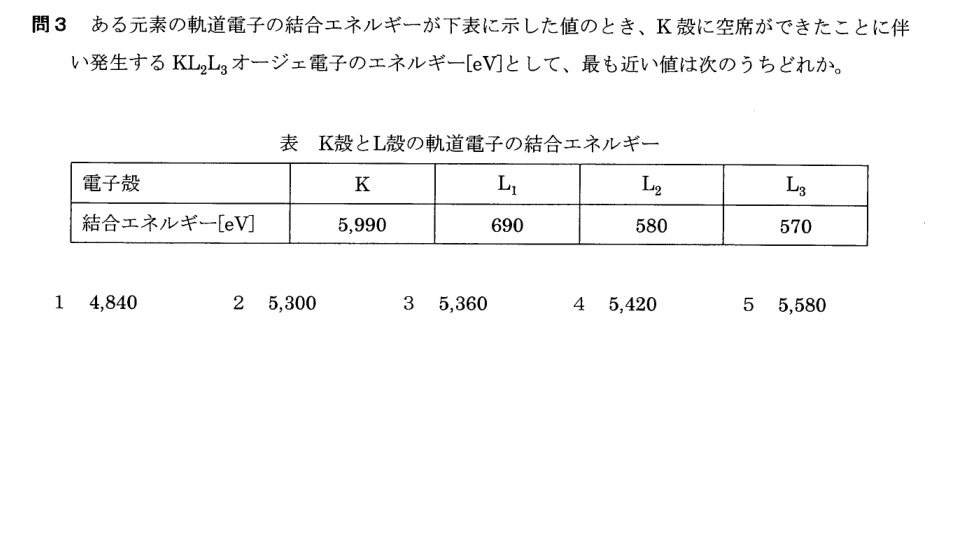 問3 ある元素の軌道電子の結合エネルギーが下表に示した値のとき、K 殻に空席ができたことに伴
い発生する KL₂L₃ オージェ電子のエネルギー[eV]として、最も近い値は次のうちどれか。
表 K殻とL殻の軌道電子の結合エネルギー
電子殻 K L₁ L₂ L₃
結合エネルギー[eV] 5,990 690 580 570
1 4,840 2 5,300 3 5,360 4 5,420 5 5,580